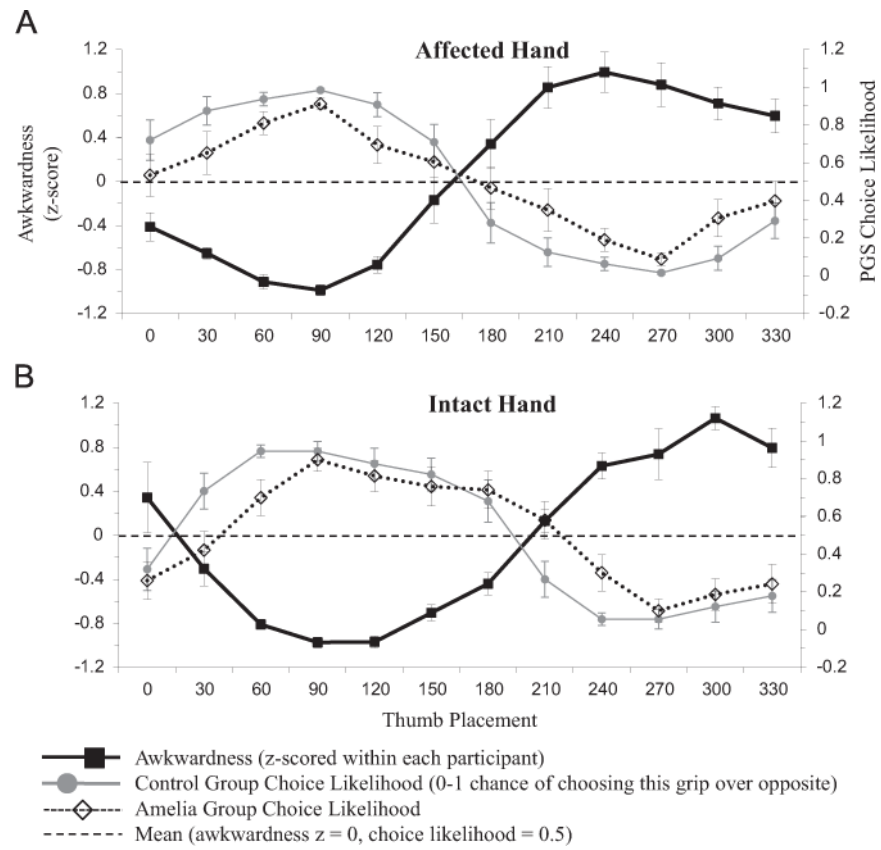 A
Affected Hand
Awkwardness
(z-score)
1.2
0.8
0.4
0
-0.4
-0.8
-1.2
1.2
1
0.8
0.6
0.4
0.2
0
-0.2
PGS Choice Likelihood
0 30 60 90 120 150 180 210 240 270 300 330
B
Intact Hand
1.2
0.8
0.4
0
-0.4
-0.8
-1.2
1.2
1
0.8
0.6
0.4
0.2
0
-0.2
0 30 60 90 120 150 180 210 240 270 300 330
Thumb Placement
Awkwardness (z-scored within each participant)
Control Group Choice Likelihood (0-1 chance of choosing this grip over opposite)
Amelia Group Choice Likelihood
Mean (awkwardness z = 0, choice likelihood = 0.5)